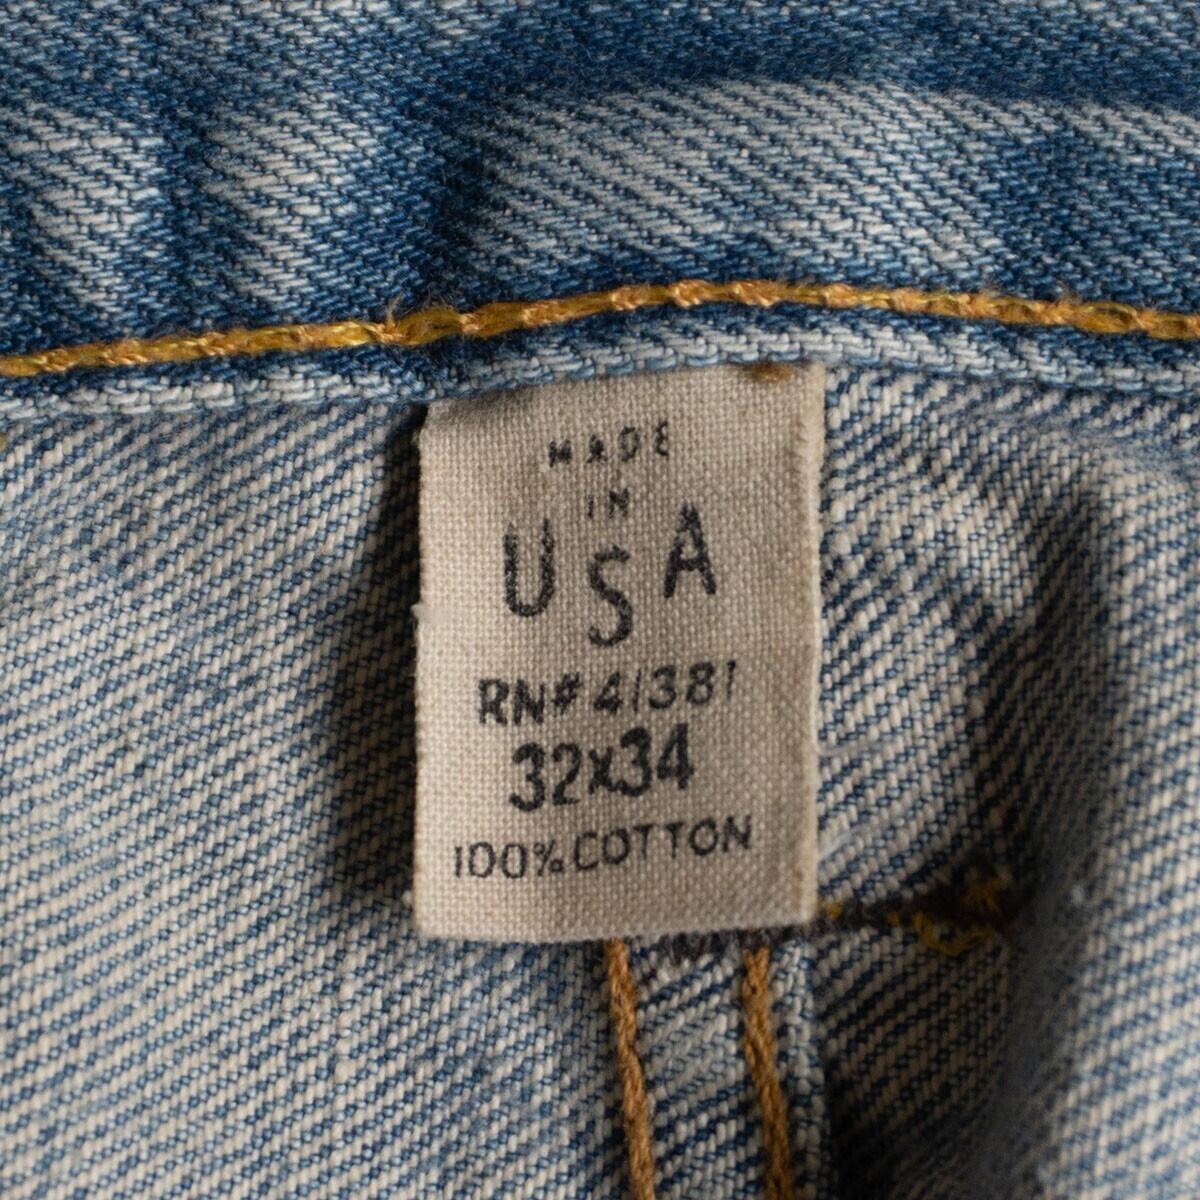 MADE
IN
USA
RN# 41381
32x34
100% COTTON